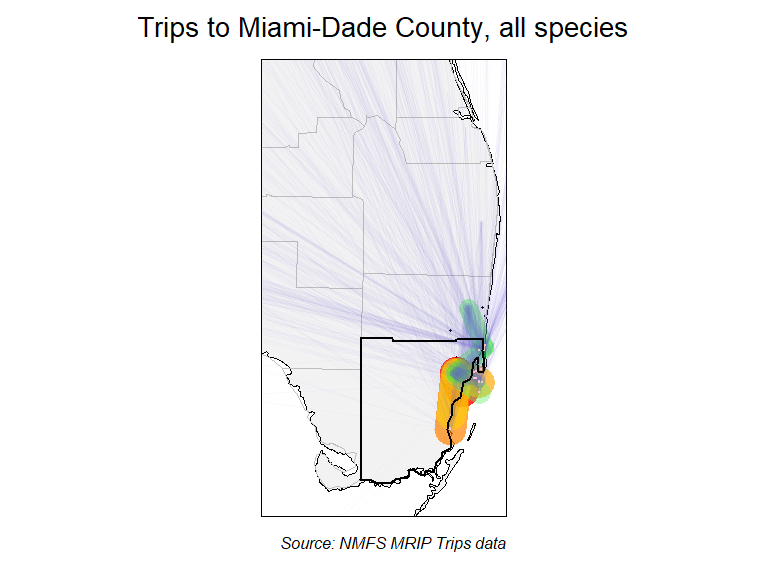 Trips to Miami-Dade County, all species
Source: NMFS MRIP Trips data